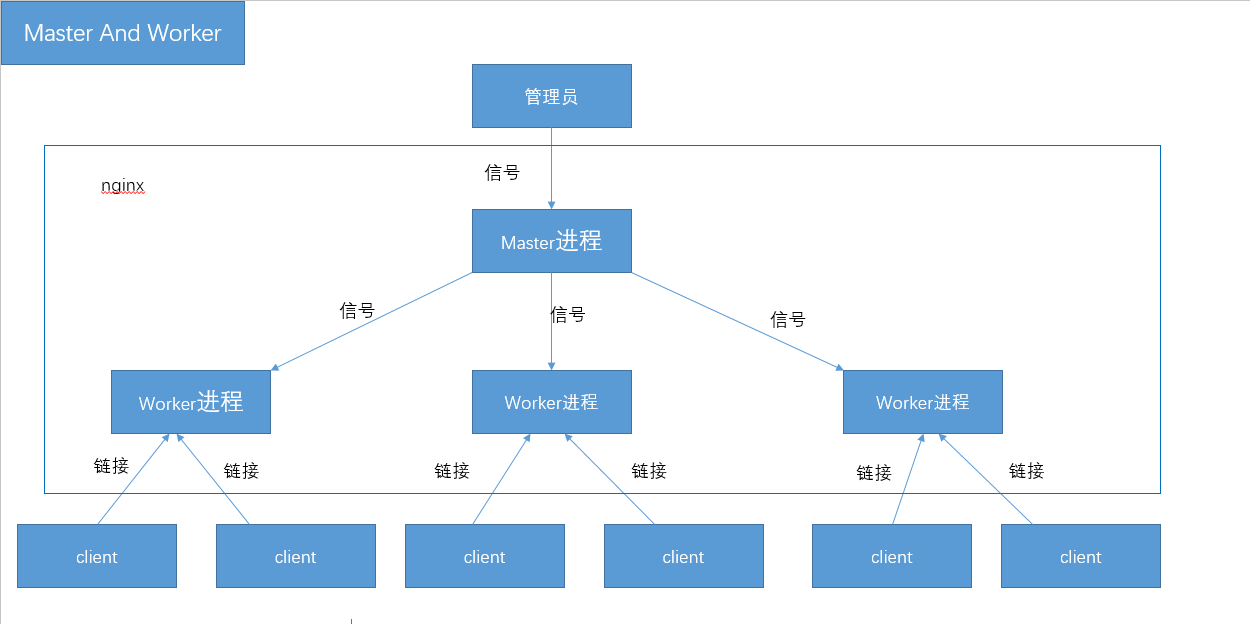 Master And Worker
管理员
信号
nginx
Master进程
信号
信号
信号
Worker进程
Worker进程
Worker进程
链接
链接
链接
链接
链接
链接
client
client
client
client
client
client